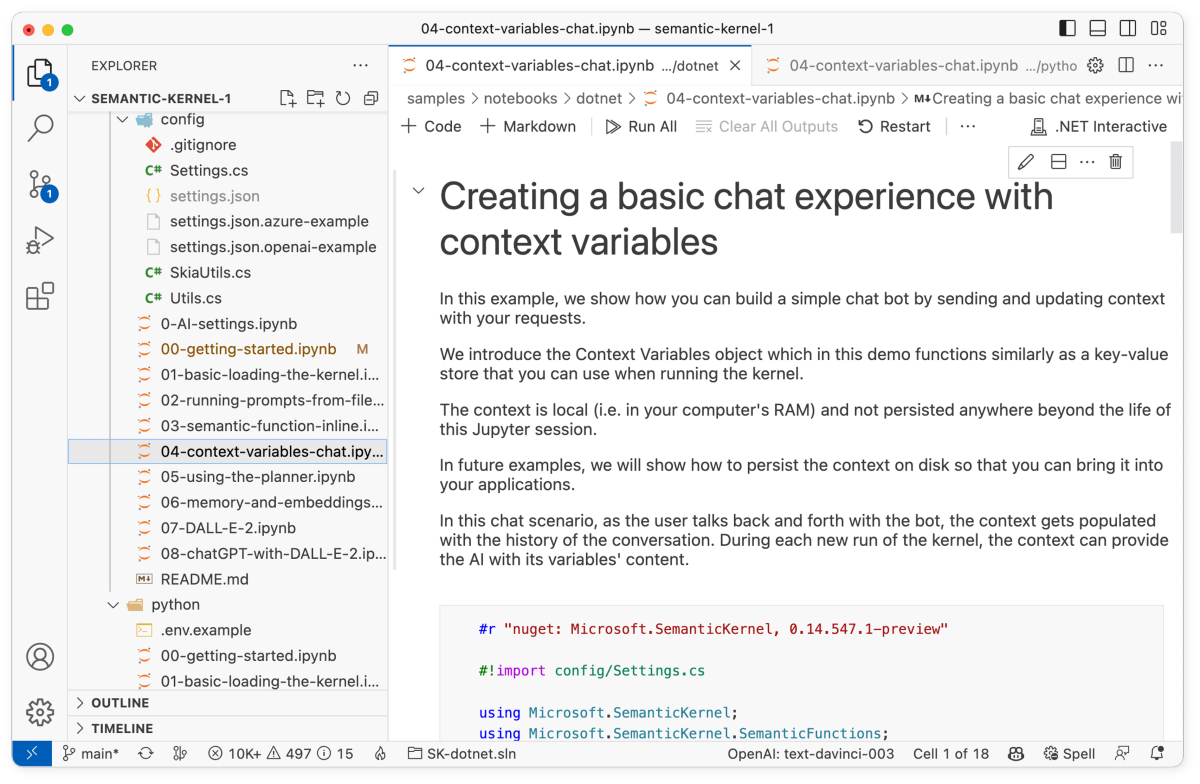 04-context-variables-chat.ipynb — semantic-kernel-1
EXPLORER
1
SEMANTIC-KERNEL-1
config
.gitignore
C# Settings.cs
{ } settings.json
settings.json.azure-example
settings.json.openai-example
C# SkiaUtils.cs
C# Utils.cs
0-AI-settings.ipynb
00-getting-started.ipynb M
01-basic-loading-the-kernel.i...
02-running-prompts-from-file...
03-semantic-function-inline.i...
04-context-variables-chat.ipy...
05-using-the-planner.ipynb
06-memory-and-embeddings...
07-DALL-E-2.ipynb
08-chatGPT-with-DALL-E-2.ip...
README.md
python
.env.example
00-getting-started.ipynb
01-basic-loading-the-kernel.i...
OUTLINE
TIMELINE
1
04-context-variables-chat.ipynb .../dotnet
04-context-variables-chat.ipynb .../pytho
samples > notebooks > dotnet > 04-context-variables-chat.ipynb > M↓Creating a basic chat experience wi
+ Code + Markdown Run All Clear All Outputs Restart ... .NET Interactive
Creating a basic chat experience with
context variables
In this example, we show how you can build a simple chat bot by sending and updating context
with your requests.
We introduce the Context Variables object which in this demo functions similarly as a key-value
store that you can use when running the kernel.
The context is local (i.e. in your computer's RAM) and not persisted anywhere beyond the life of
this Jupyter session.
In future examples, we will show how to persist the context on disk so that you can bring it into
your applications.
In this chat scenario, as the user talks back and forth with the bot, the context gets populated
with the history of the conversation. During each new run of the kernel, the context can provide
the AI with its variables' content.
#r "nuget: Microsoft.SemanticKernel, 0.14.547.1-preview"
#!import config/Settings.cs
using Microsoft.SemanticKernel;
using Microsoft.SemanticKernel.SemanticFunctions;
main* 10K+ 497 15 SK-dotnet.sln OpenAI: text-davinci-003 Cell 1 of 18 Spell